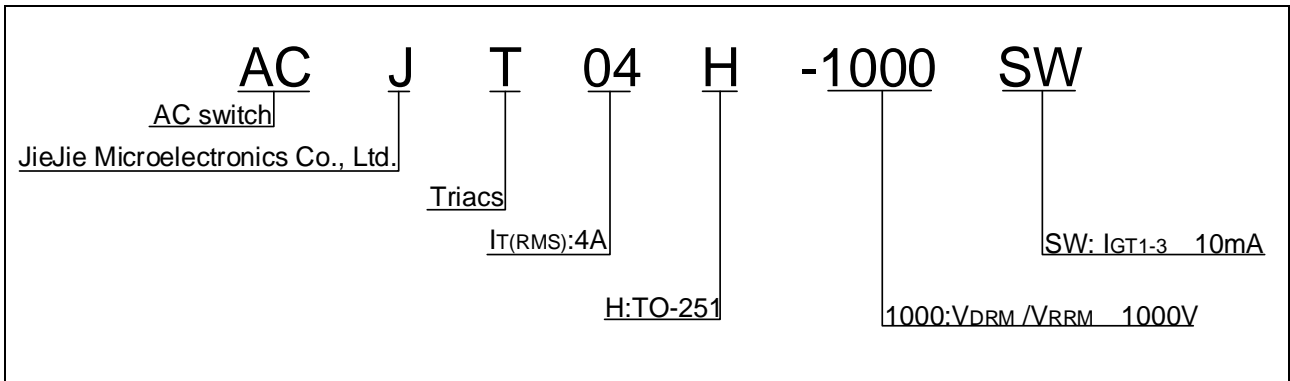 AC J T 04 H -1000 SW
AC switch
JieJie Microelectronics Co., Ltd.
Triacs
IT(RMS):4A
SW: IGT1-3 10mA
H:TO-251
1000:VDRM /VRRM 1000V